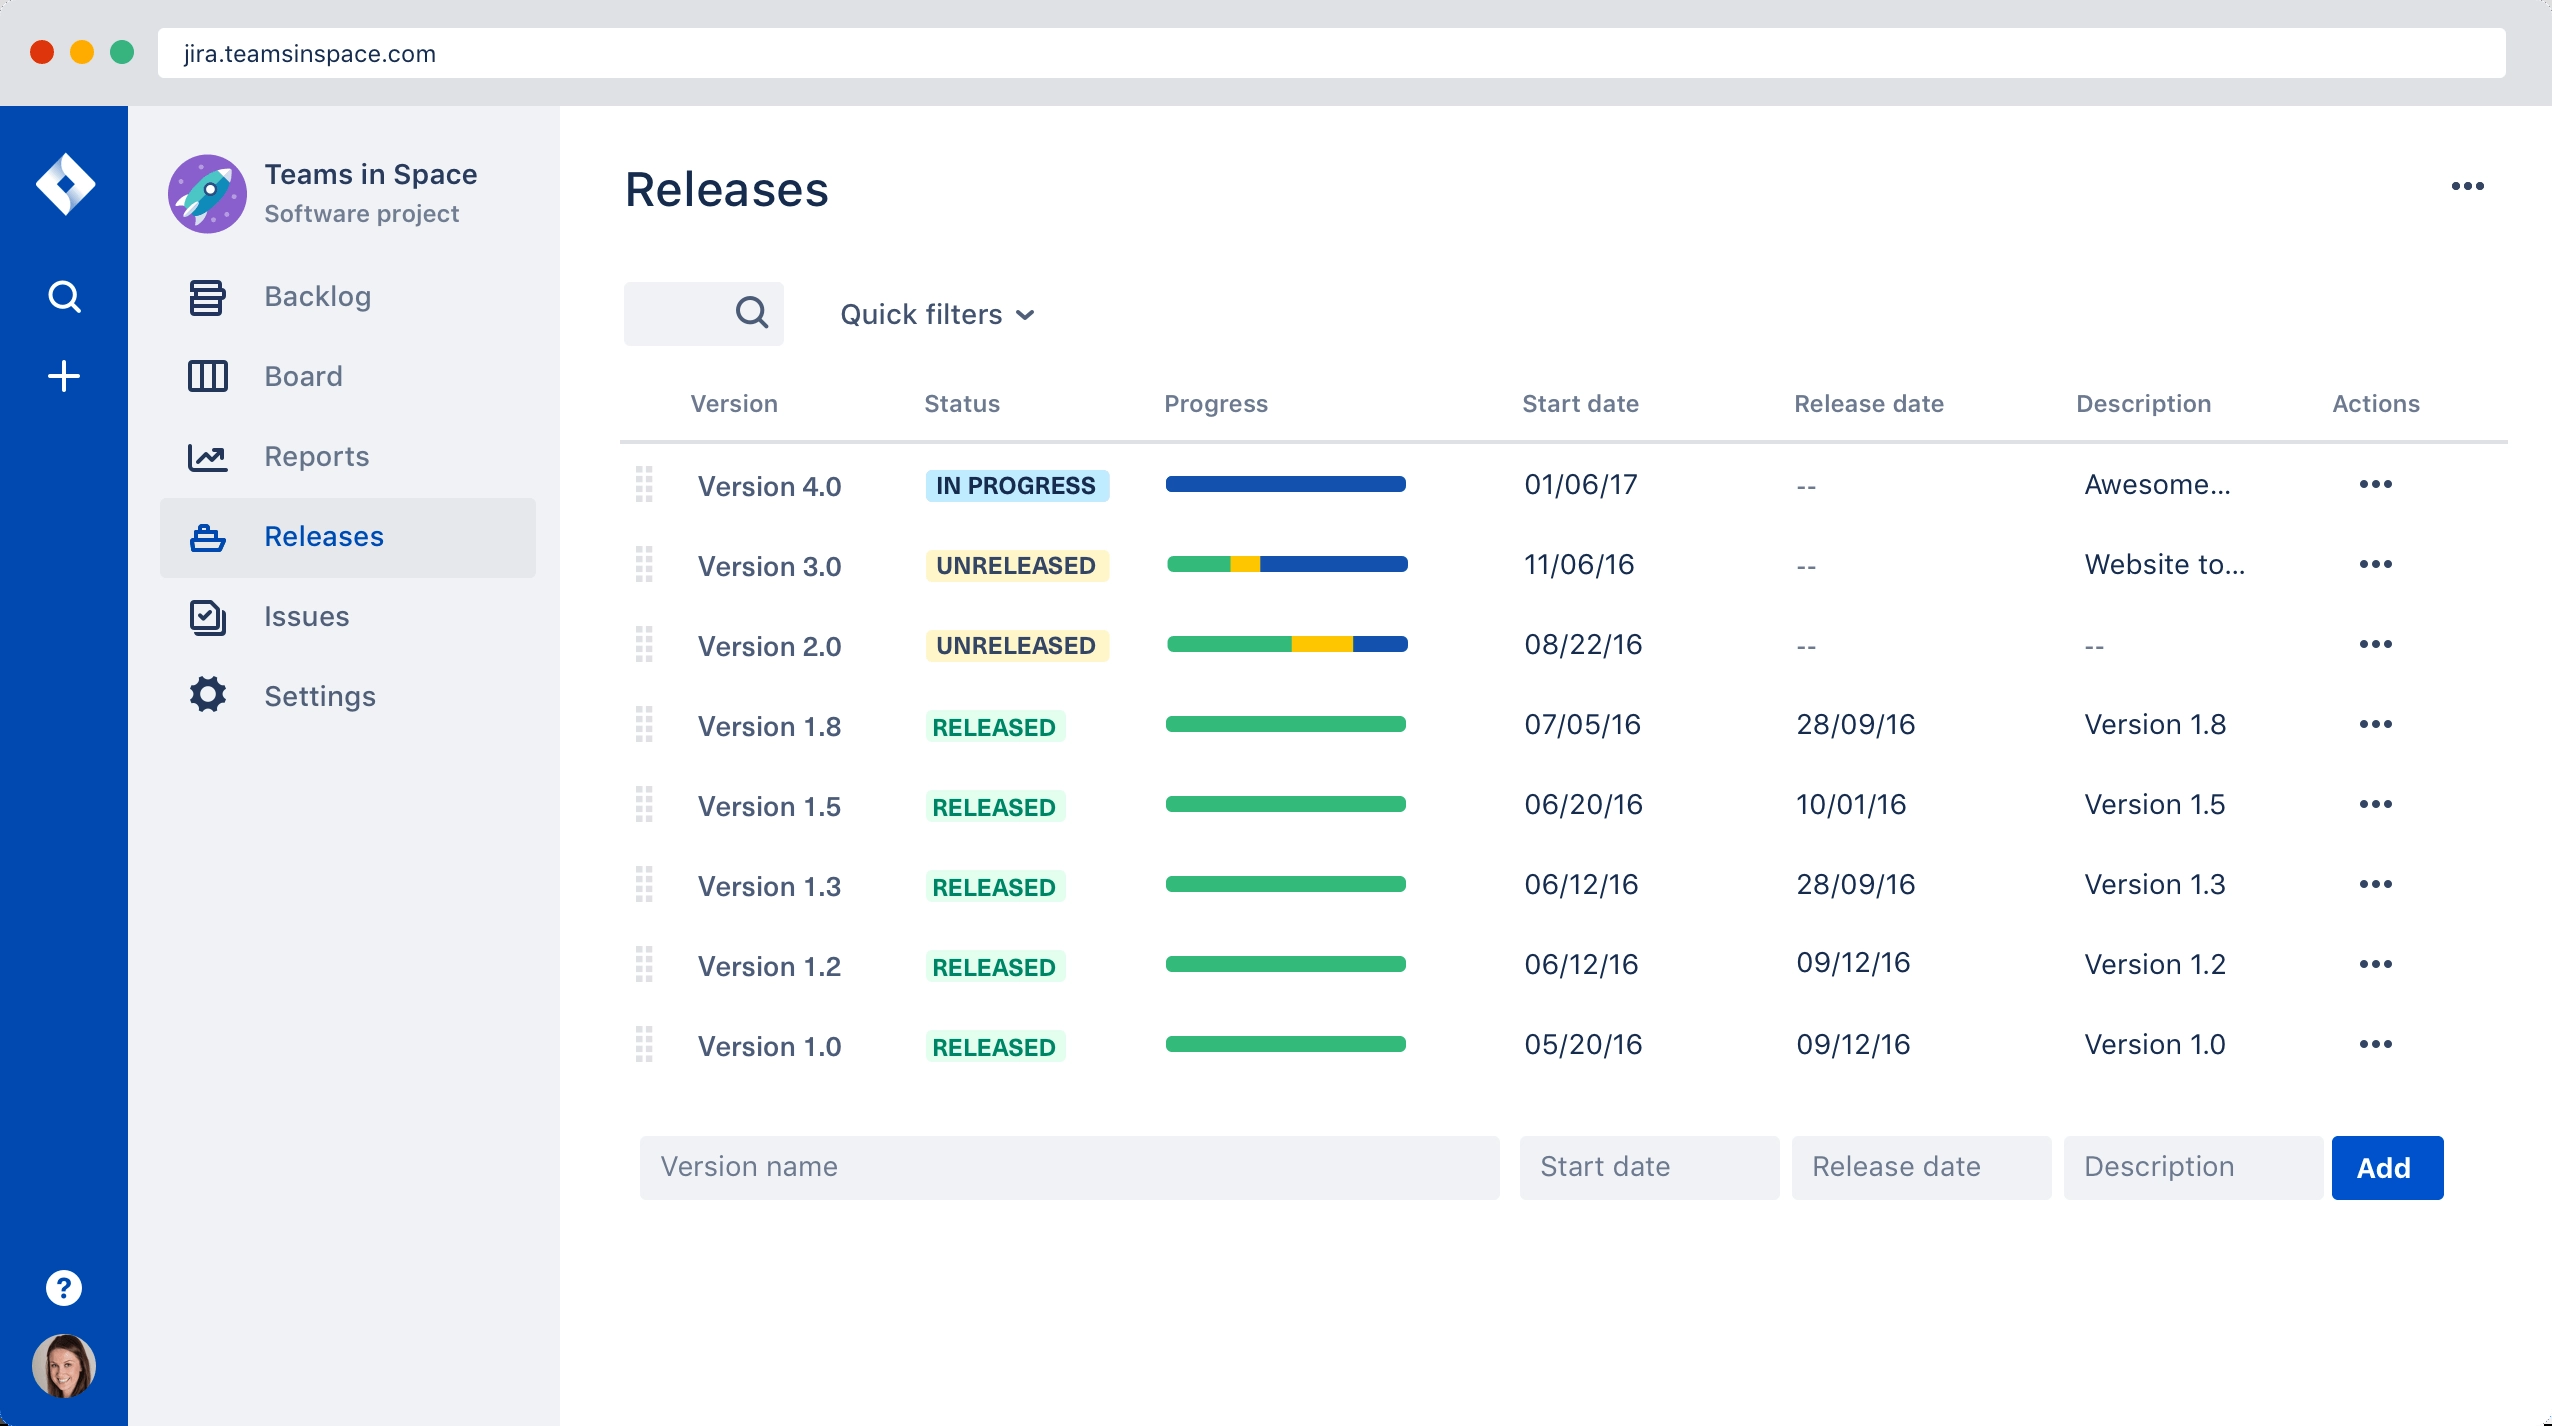 jira.teamsinspace.com
Teams in Space
Software project
Backlog
Board
Reports
Releases
Issues
Settings
Releases
Quick filters
Version Status Progress Start date Release date Description Actions
Version 4.0 IN PROGRESS 01/06/17 -- Awesome...
Version 3.0 UNRELEASED 11/06/16 -- Website to...
Version 2.0 UNRELEASED 08/22/16 -- --
Version 1.8 RELEASED 07/05/16 28/09/16 Version 1.8
Version 1.5 RELEASED 06/20/16 10/01/16 Version 1.5
Version 1.3 RELEASED 06/12/16 28/09/16 Version 1.3
Version 1.2 RELEASED 06/12/16 09/12/16 Version 1.2
Version 1.0 RELEASED 05/20/16 09/12/16 Version 1.0
Version name Start date Release date Description Add
?